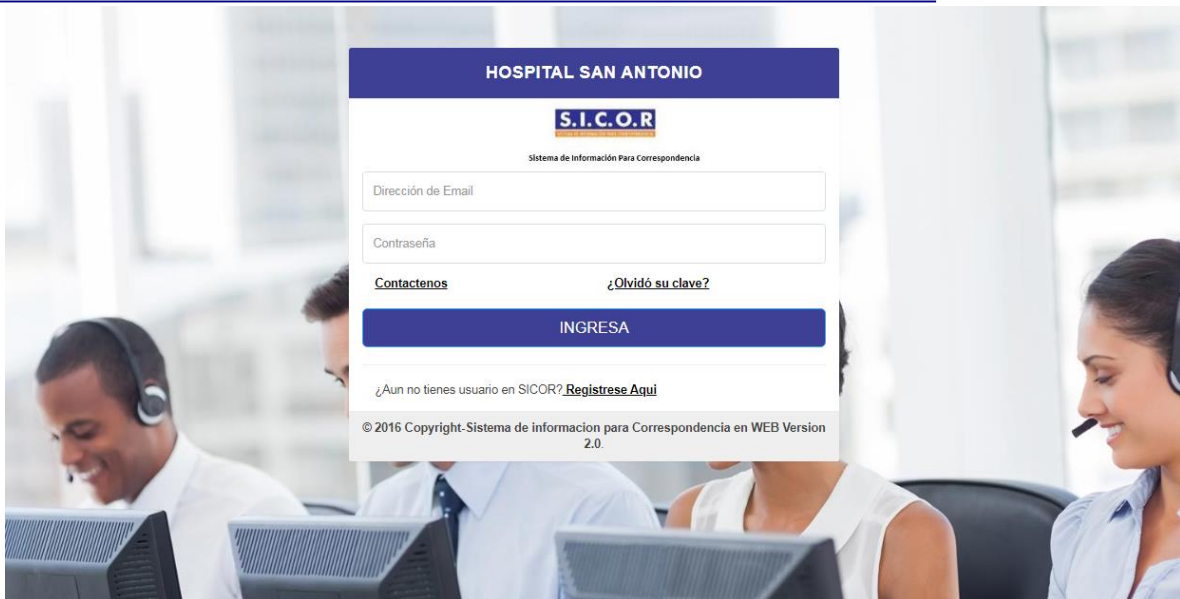 HOSPITAL SAN ANTONIO
S.I.C.O.R
Sistema de Información Para Correspondencia
Dirección de Email
Contraseña
Contactenos
¿Olvidó su clave?
INGRESA
¿Aun no tienes usuario en SICOR? Registrese Aqui
© 2016 Copyright-Sistema de informacion para Correspondencia en WEB Version
2.0.